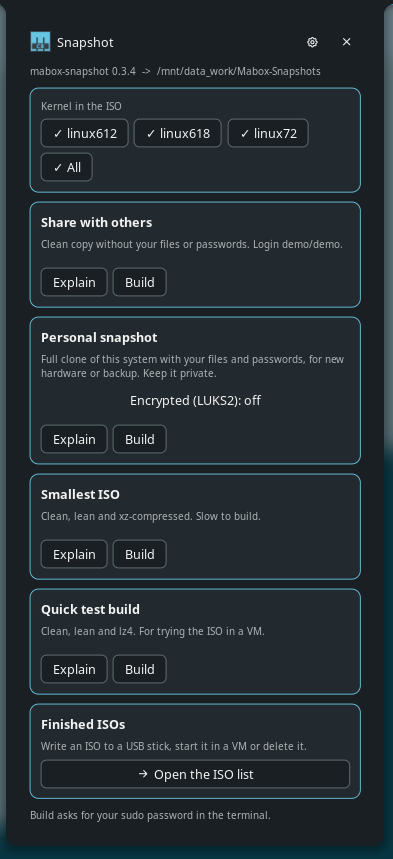 Snapshot
mabox-snapshot 0.3.4 -> /mnt/data_work/Mabox-Snapshots
Kernel in the ISO
✓ linux612 ✓ linux618 ✓ linux72
✓ All
Share with others
Clean copy without your files or passwords. Login demo/demo.
Explain Build
Personal snapshot
Full clone of this system with your files and passwords, for new
hardware or backup. Keep it private.
Encrypted (LUKS2): off
Explain Build
Smallest ISO
Clean, lean and xz-compressed. Slow to build.
Explain Build
Quick test build
Clean, lean and lz4. For trying the ISO in a VM.
Explain Build
Finished ISOs
Write an ISO to a USB stick, start it in a VM or delete it.
→ Open the ISO list
Build asks for your sudo password in the terminal.